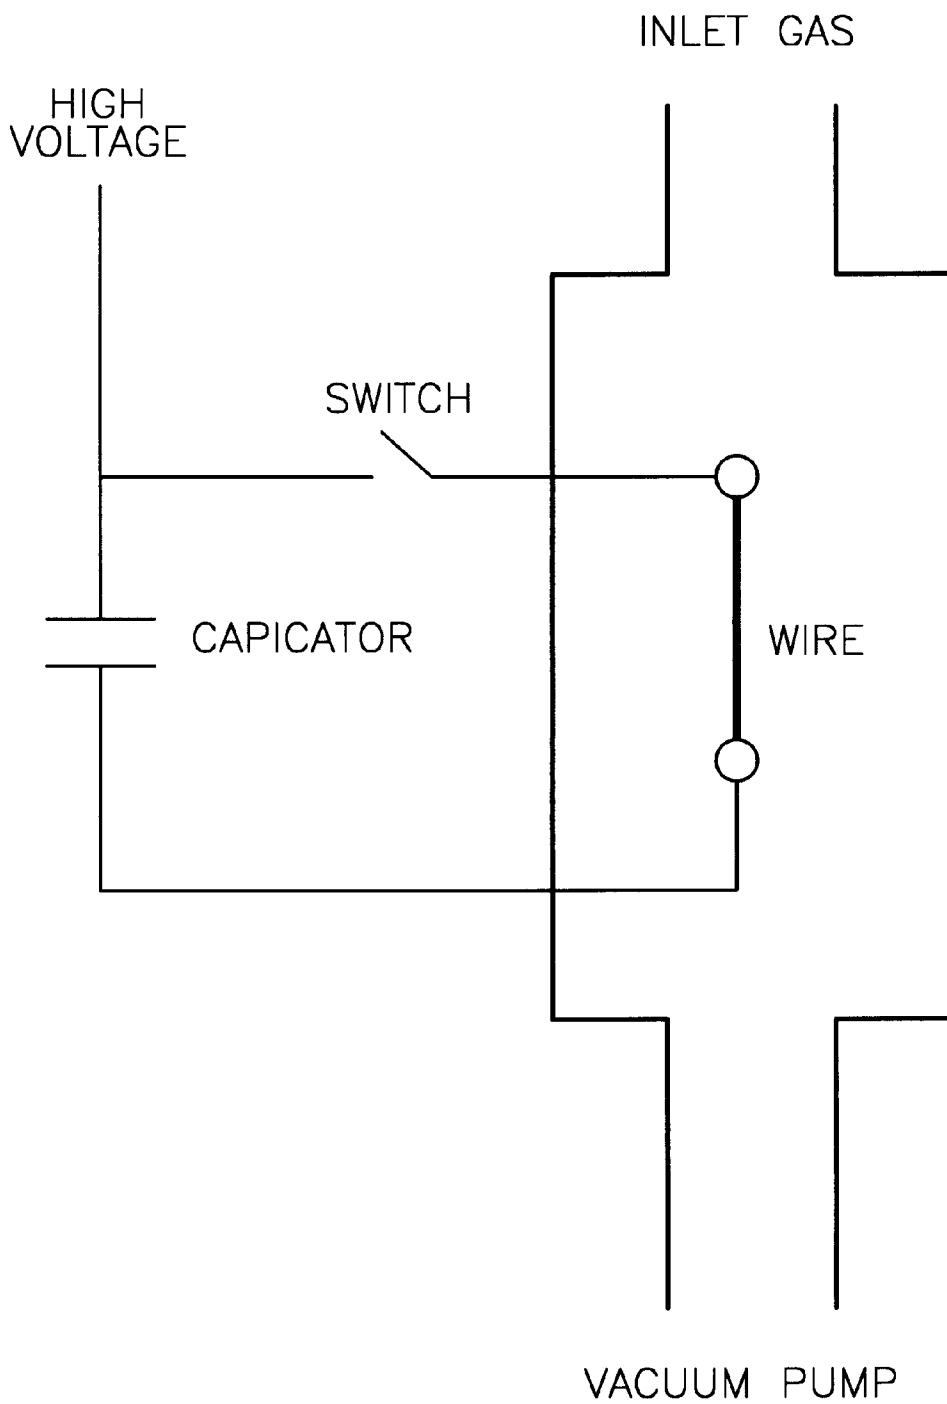 INLET GAS
HIGH
VOLTAGE
SWITCH
CAPICATOR
WIRE
VACUUM PUMP